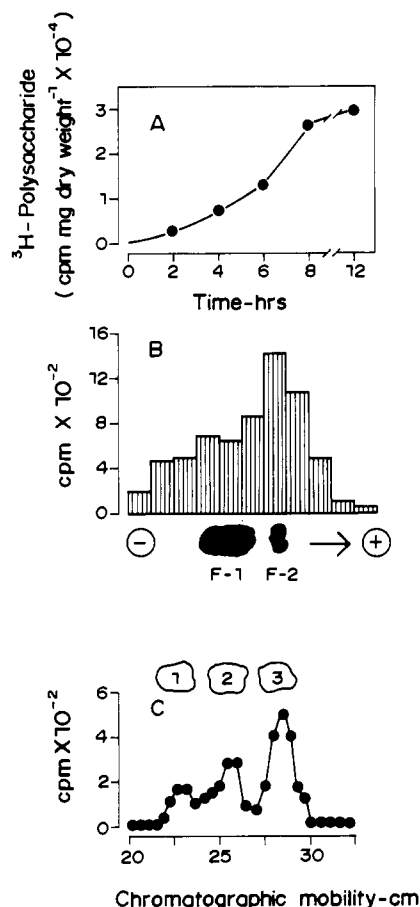 ³H-Polysaccharide
(cpm mg dry weight⁻¹ X 10⁻⁴)
A
3
2
1
0
0 2 4 6 8 12
Time-hrs
cpm X 10⁻²
B
16
12
8
4
0
− F-1 F-2 +
cpm X 10⁻²
C
1 2 3
6
4
2
0
20 25 30
Chromatographic mobility-cm